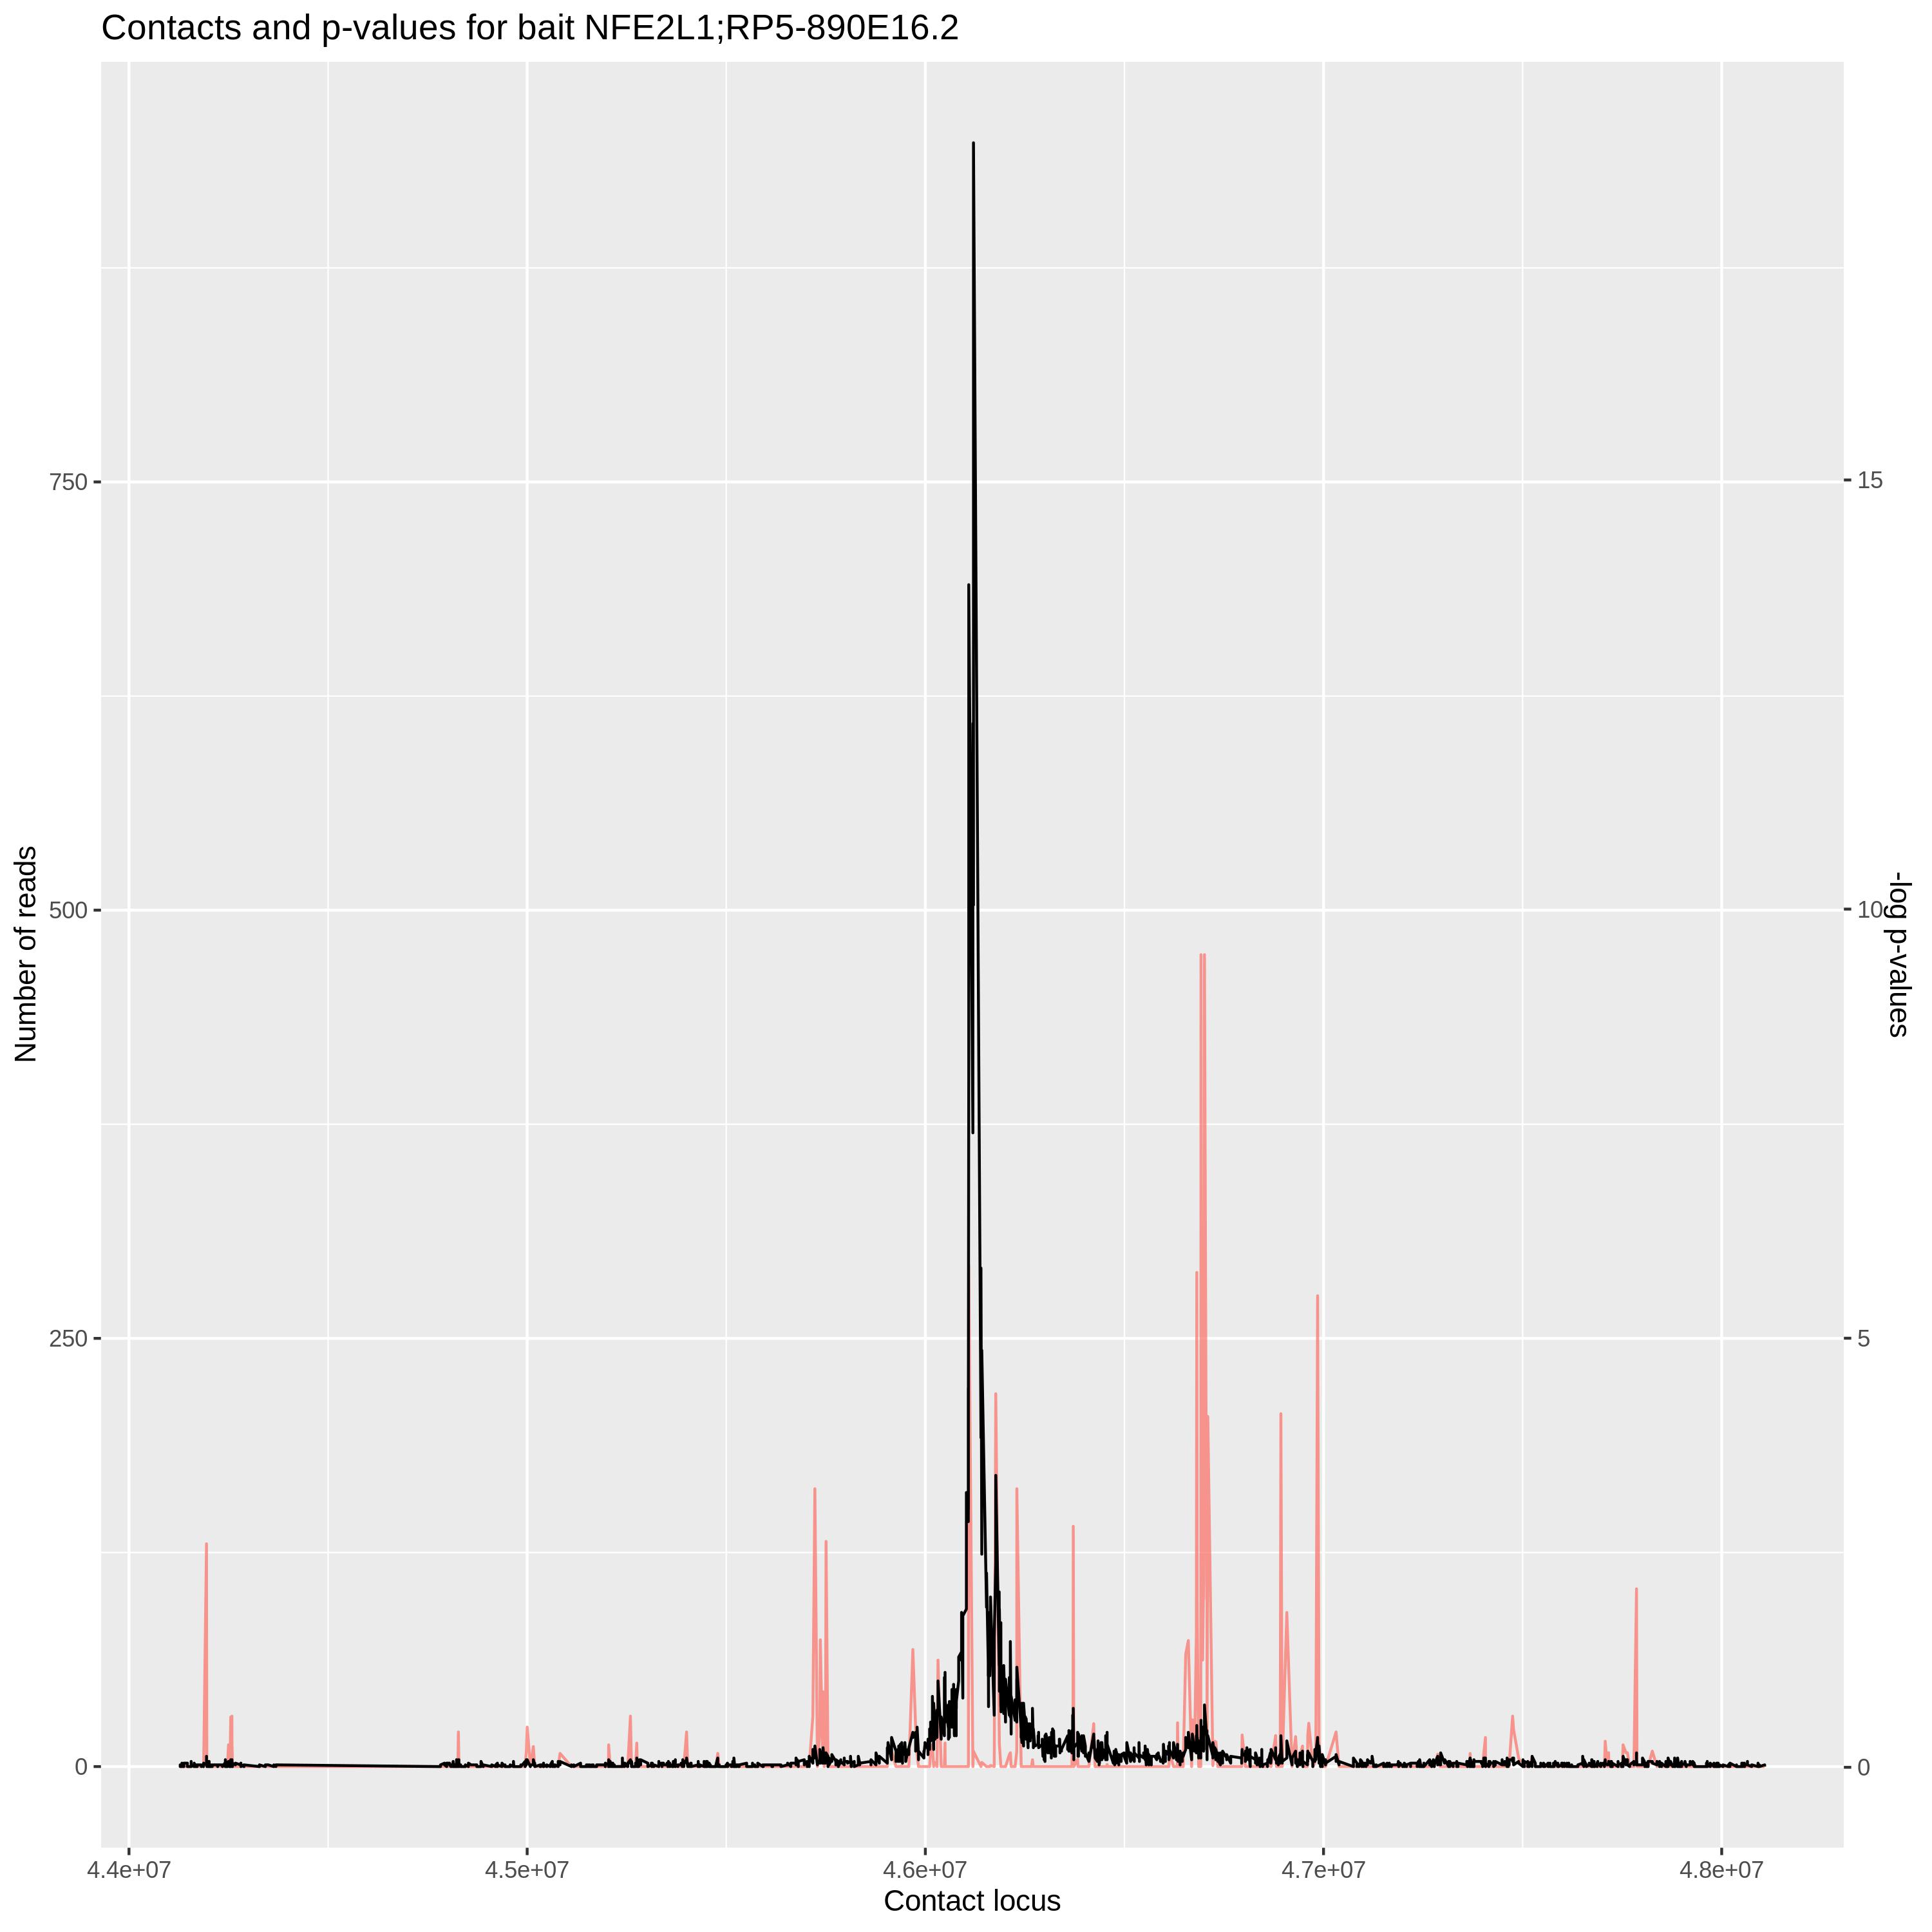 Contacts and p-values for bait NFE2L1;RP5-890E16.2
Number of reads
750
500
250
0
15
10
5
0
-log p-values
4.4e+07
4.5e+07
4.6e+07
4.7e+07
4.8e+07
Contact locus